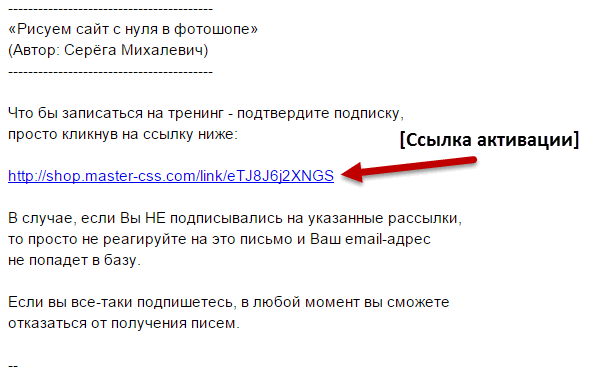 -----------------------------------------
«Рисуем сайт с нуля в фотошопе»
(Автор: Серёга Михалевич)
-----------------------------------------
Что бы записаться на тренинг - подтвердите подписку,
просто кликнув на ссылку ниже:
[Ссылка активации]
http://shop.master-css.com/link/eTJ8J6j2XNGS
В случае, если Вы НЕ подписывались на указанные рассылки,
то просто не реагируйте на это письмо и Ваш email-адрес
не попадет в базу.
Если вы все-таки подпишетесь, в любой момент вы сможете
отказаться от получения писем.
--